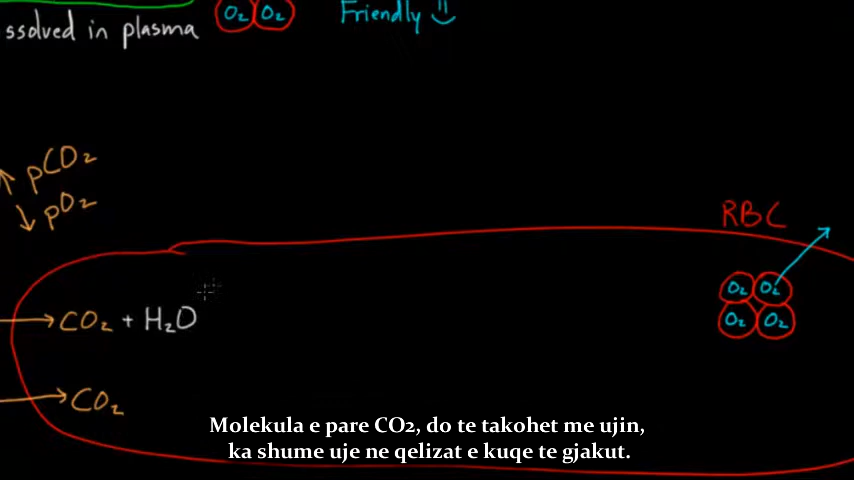 ssolved in plasma O₂ O₂ Friendly
↑ pCO₂
↓ pO₂
RBC
O₂ O₂
→ CO₂ + H₂O O₂ O₂
→ CO₂
Molekula e pare CO2, do te takohet me ujin,
ka shume uje ne qelizat e kuqe te gjakut.